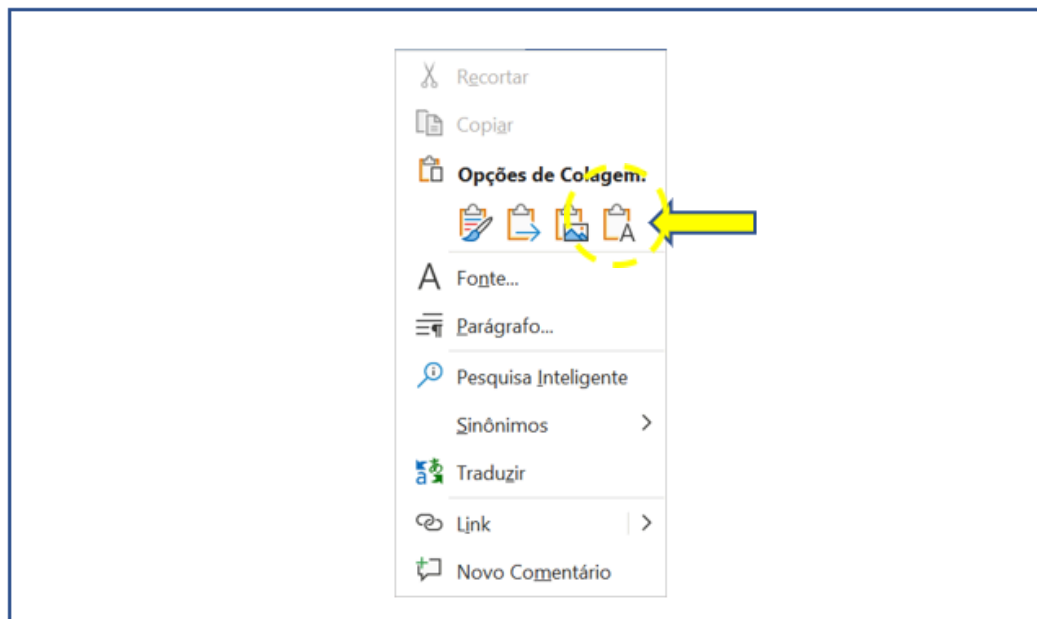 Recortar
Copiar
Opções de Colagem:
A
Fonte...
Parágrafo...
Pesquisa Inteligente
Sinônimos
Traduzir
Link
Novo Comentário